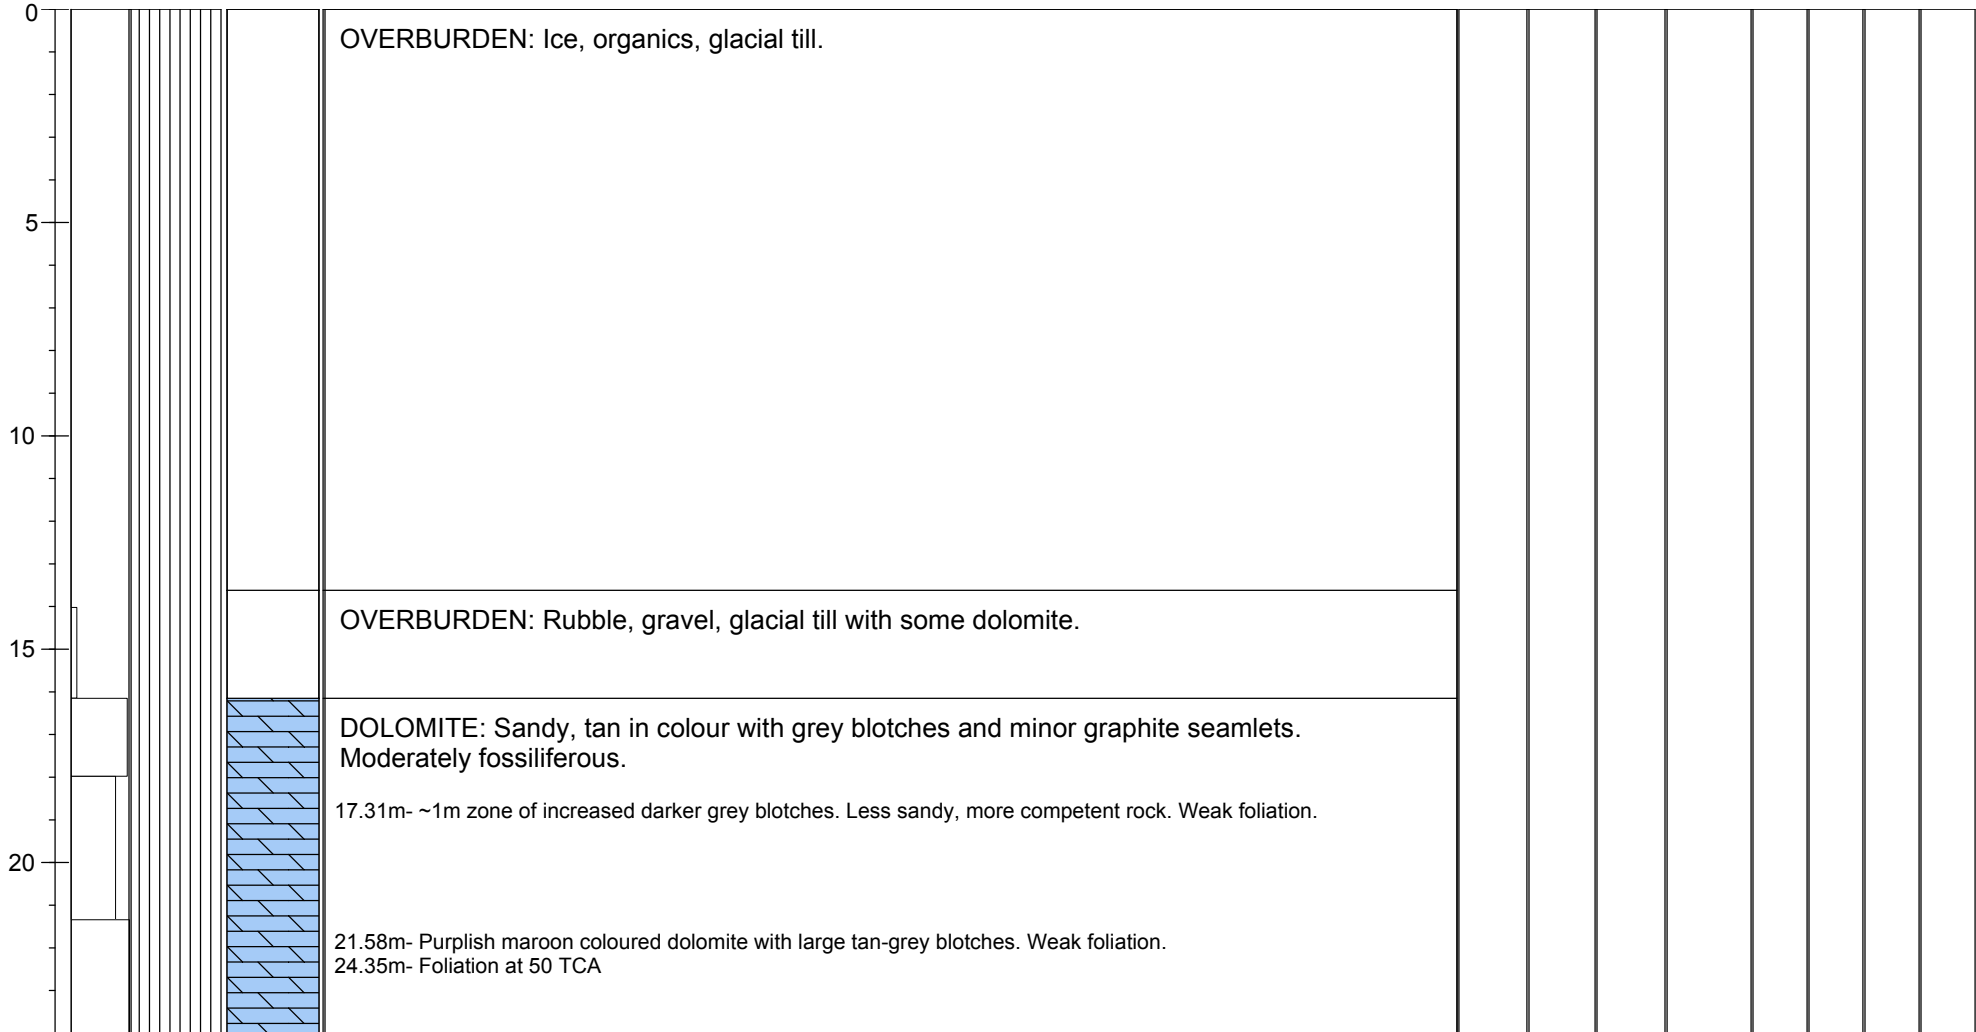 0
OVERBURDEN: Ice, organics, glacial till.
5
10
OVERBURDEN: Rubble, gravel, glacial till with some dolomite.
15
DOLOMITE: Sandy, tan in colour with grey blotches and minor graphite seamlets.
Moderately fossiliferous.
17.31m- ~1m zone of increased darker grey blotches. Less sandy, more competent rock. Weak foliation.
20
21.58m- Purplish maroon coloured dolomite with large tan-grey blotches. Weak foliation.
24.35m- Foliation at 50 TCA